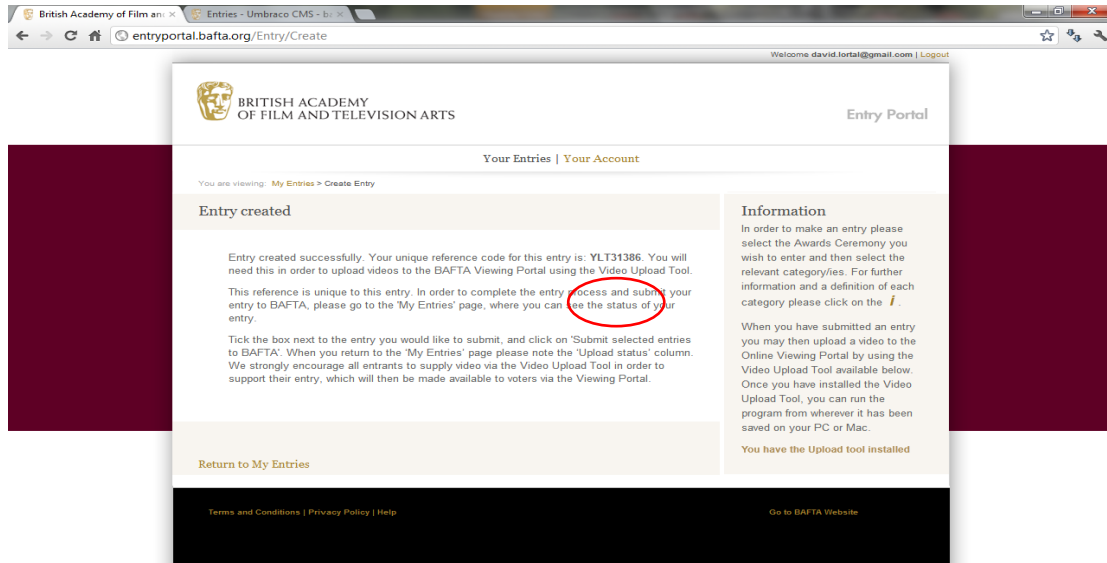 British Academy of Film and
Entries - Umbraco CMS - b
entryportal.bafta.org/Entry/Create
Welcome david.lortal@gmail.com | Logout
BRITISH ACADEMY
OF FILM AND TELEVISION ARTS
Entry Portal
Your Entries | Your Account
You are viewing: My Entries > Create Entry
Entry created
Entry created successfully. Your unique reference code for this entry is: YLT31386. You will
need this in order to upload videos to the BAFTA Viewing Portal using the Video Upload Tool.
This reference is unique to this entry. In order to complete the entry process and submit your
entry to BAFTA, please go to the 'My Entries' page, where you can see the status of your
entry.
Tick the box next to the entry you would like to submit, and click on 'Submit selected entries
to BAFTA'. When you return to the 'My Entries' page please note the 'Upload status' column.
We strongly encourage all entrants to supply video via the Video Upload Tool in order to
support their entry, which will then be made available to voters via the Viewing Portal.
Return to My Entries
Information
In order to make an entry please
select the Awards Ceremony you
wish to enter and then select the
relevant category/ies. For further
information and a definition of each
category please click on the i .
When you have submitted an entry
you may then upload a video to the
Online Viewing Portal by using the
Video Upload Tool available below.
Once you have installed the Video
Upload Tool, you can run the
program from wherever it has been
saved on your PC or Mac.
You have the Upload tool installed
Terms and Conditions | Privacy Policy | Help
Go to BAFTA Website